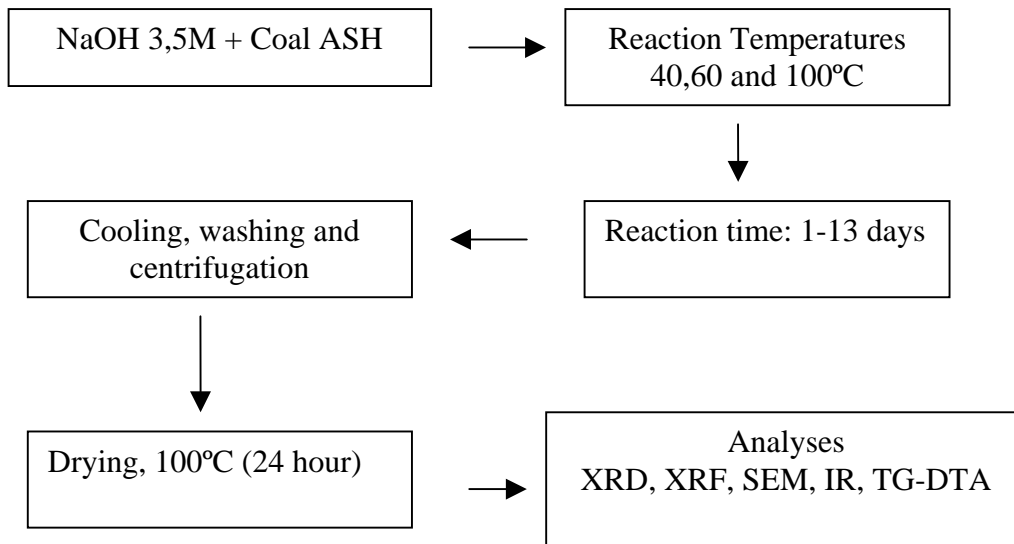 NaOH 3,5M + Coal ASH
Reaction Temperatures
40,60 and 100ºC
Reaction time: 1-13 days
Cooling, washing and
centrifugation
Drying, 100ºC (24 hour)
Analyses
XRD, XRF, SEM, IR, TG-DTA